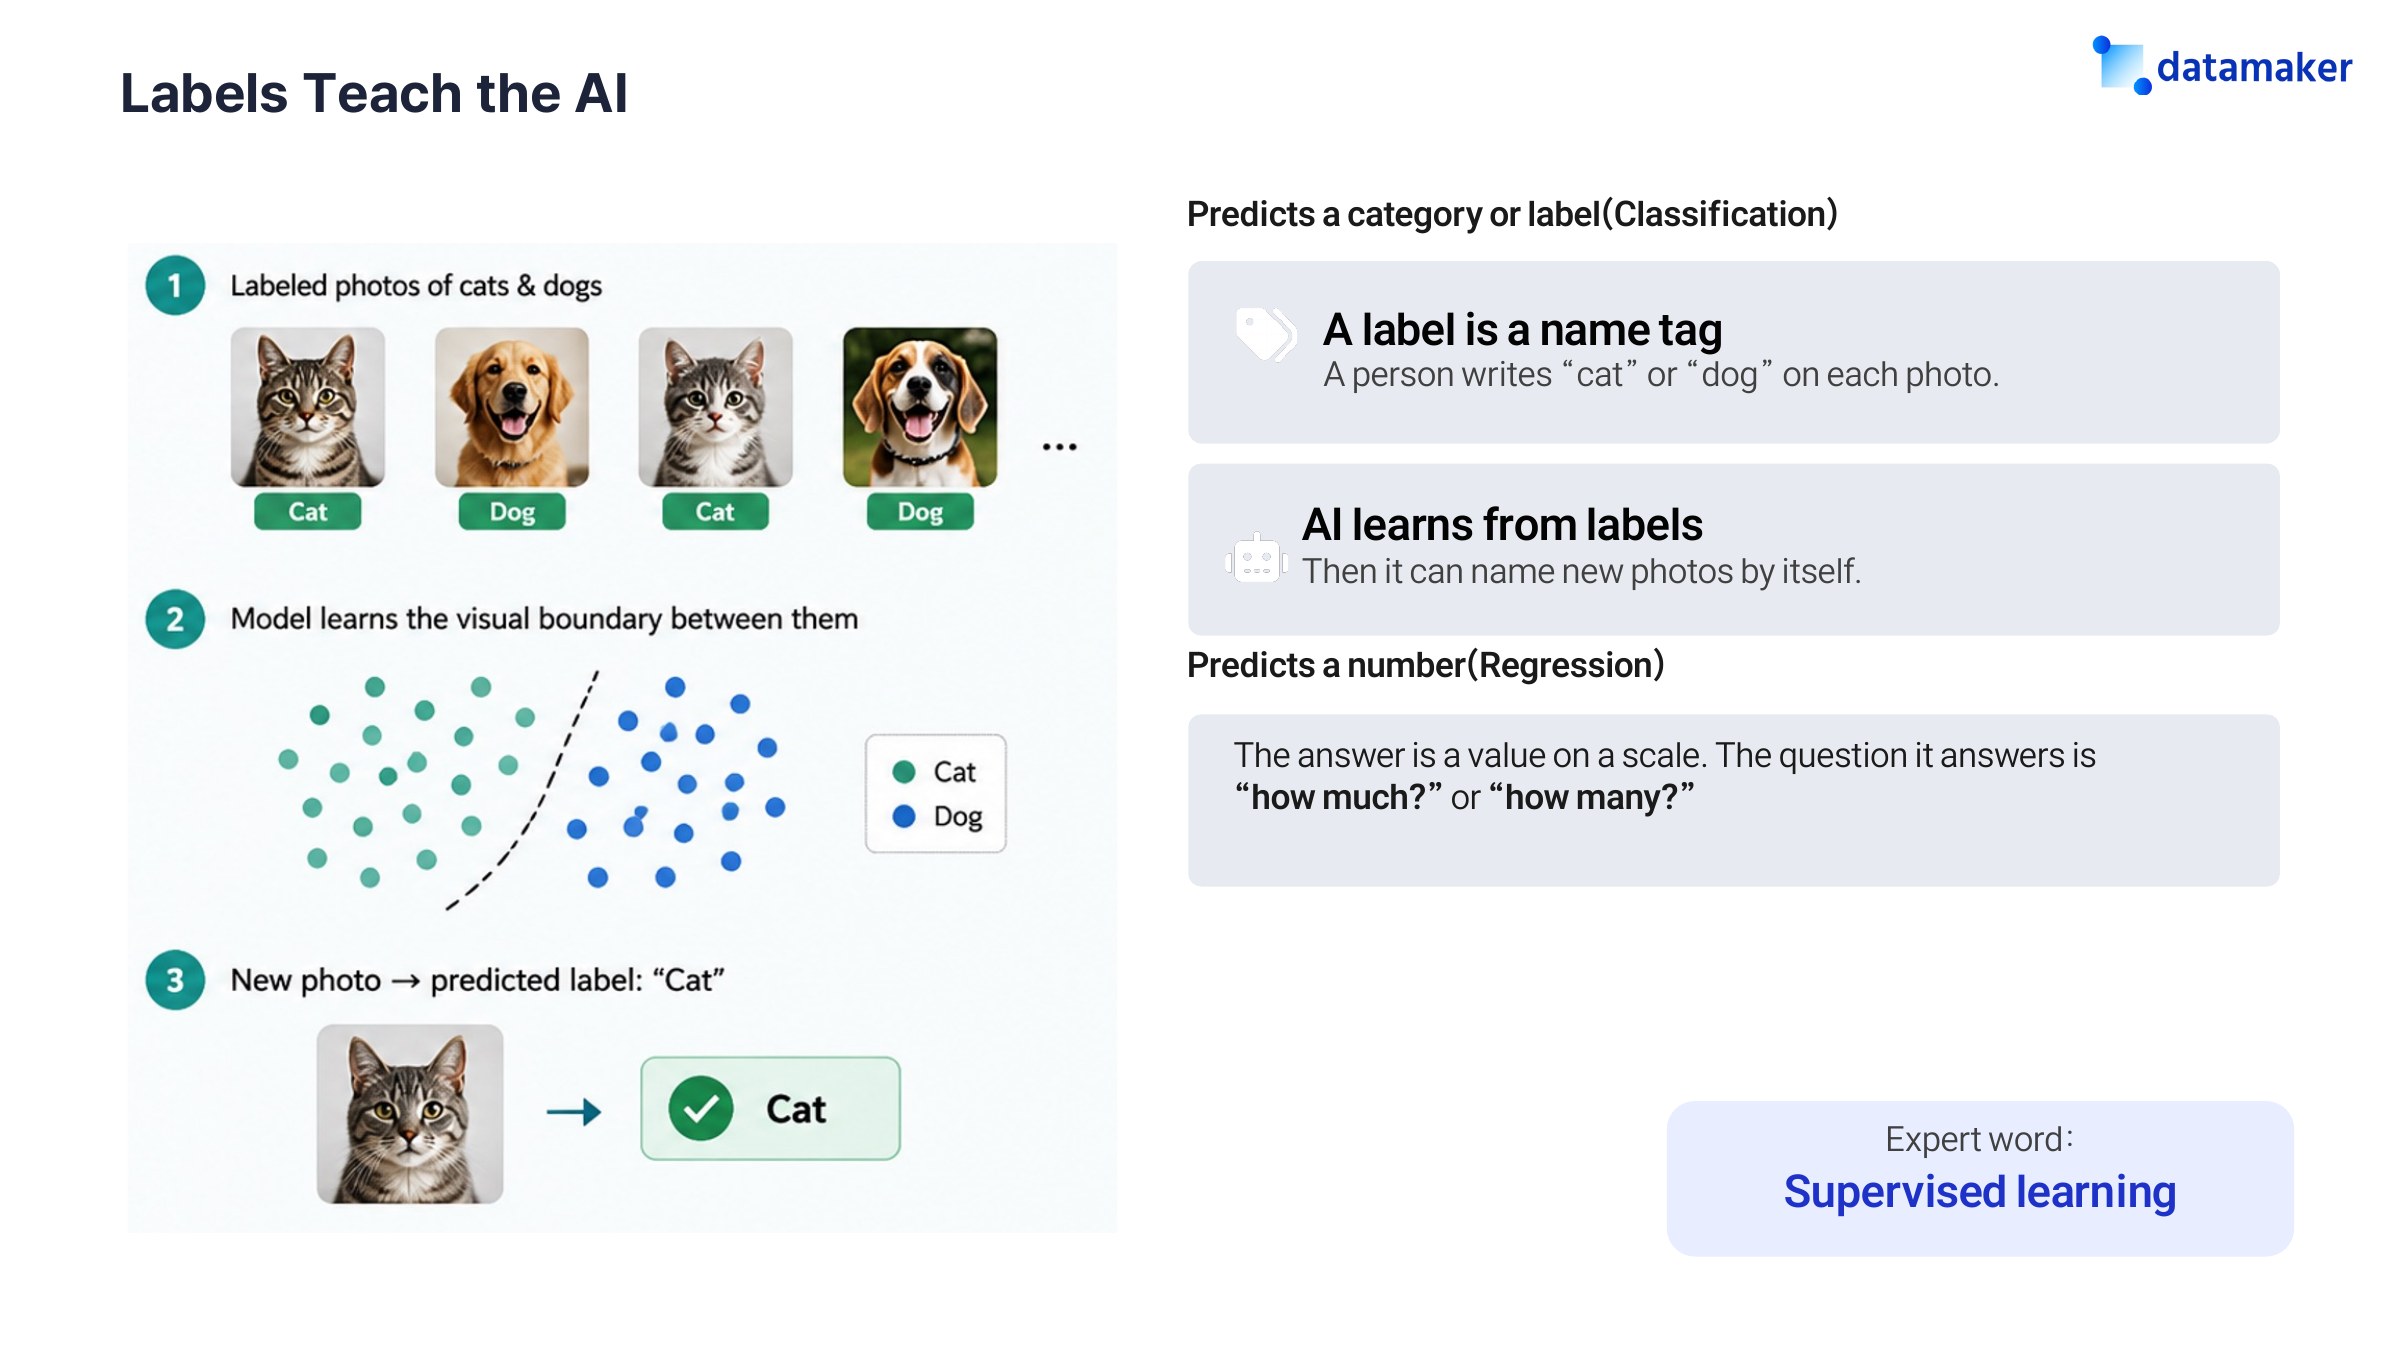 Labels Teach the AI
datamaker
1 Labeled photos of cats & dogs
Cat Dog Cat Dog ...
2 Model learns the visual boundary between them
Cat
Dog
3 New photo → predicted label: “Cat”
Cat
Predicts a category or label(Classification)
A label is a name tag
A person writes “cat” or “dog” on each photo.
AI learns from labels
Then it can name new photos by itself.
Predicts a number(Regression)
The answer is a value on a scale. The question it answers is
“how much?” or “how many?”
Expert word:
Supervised learning